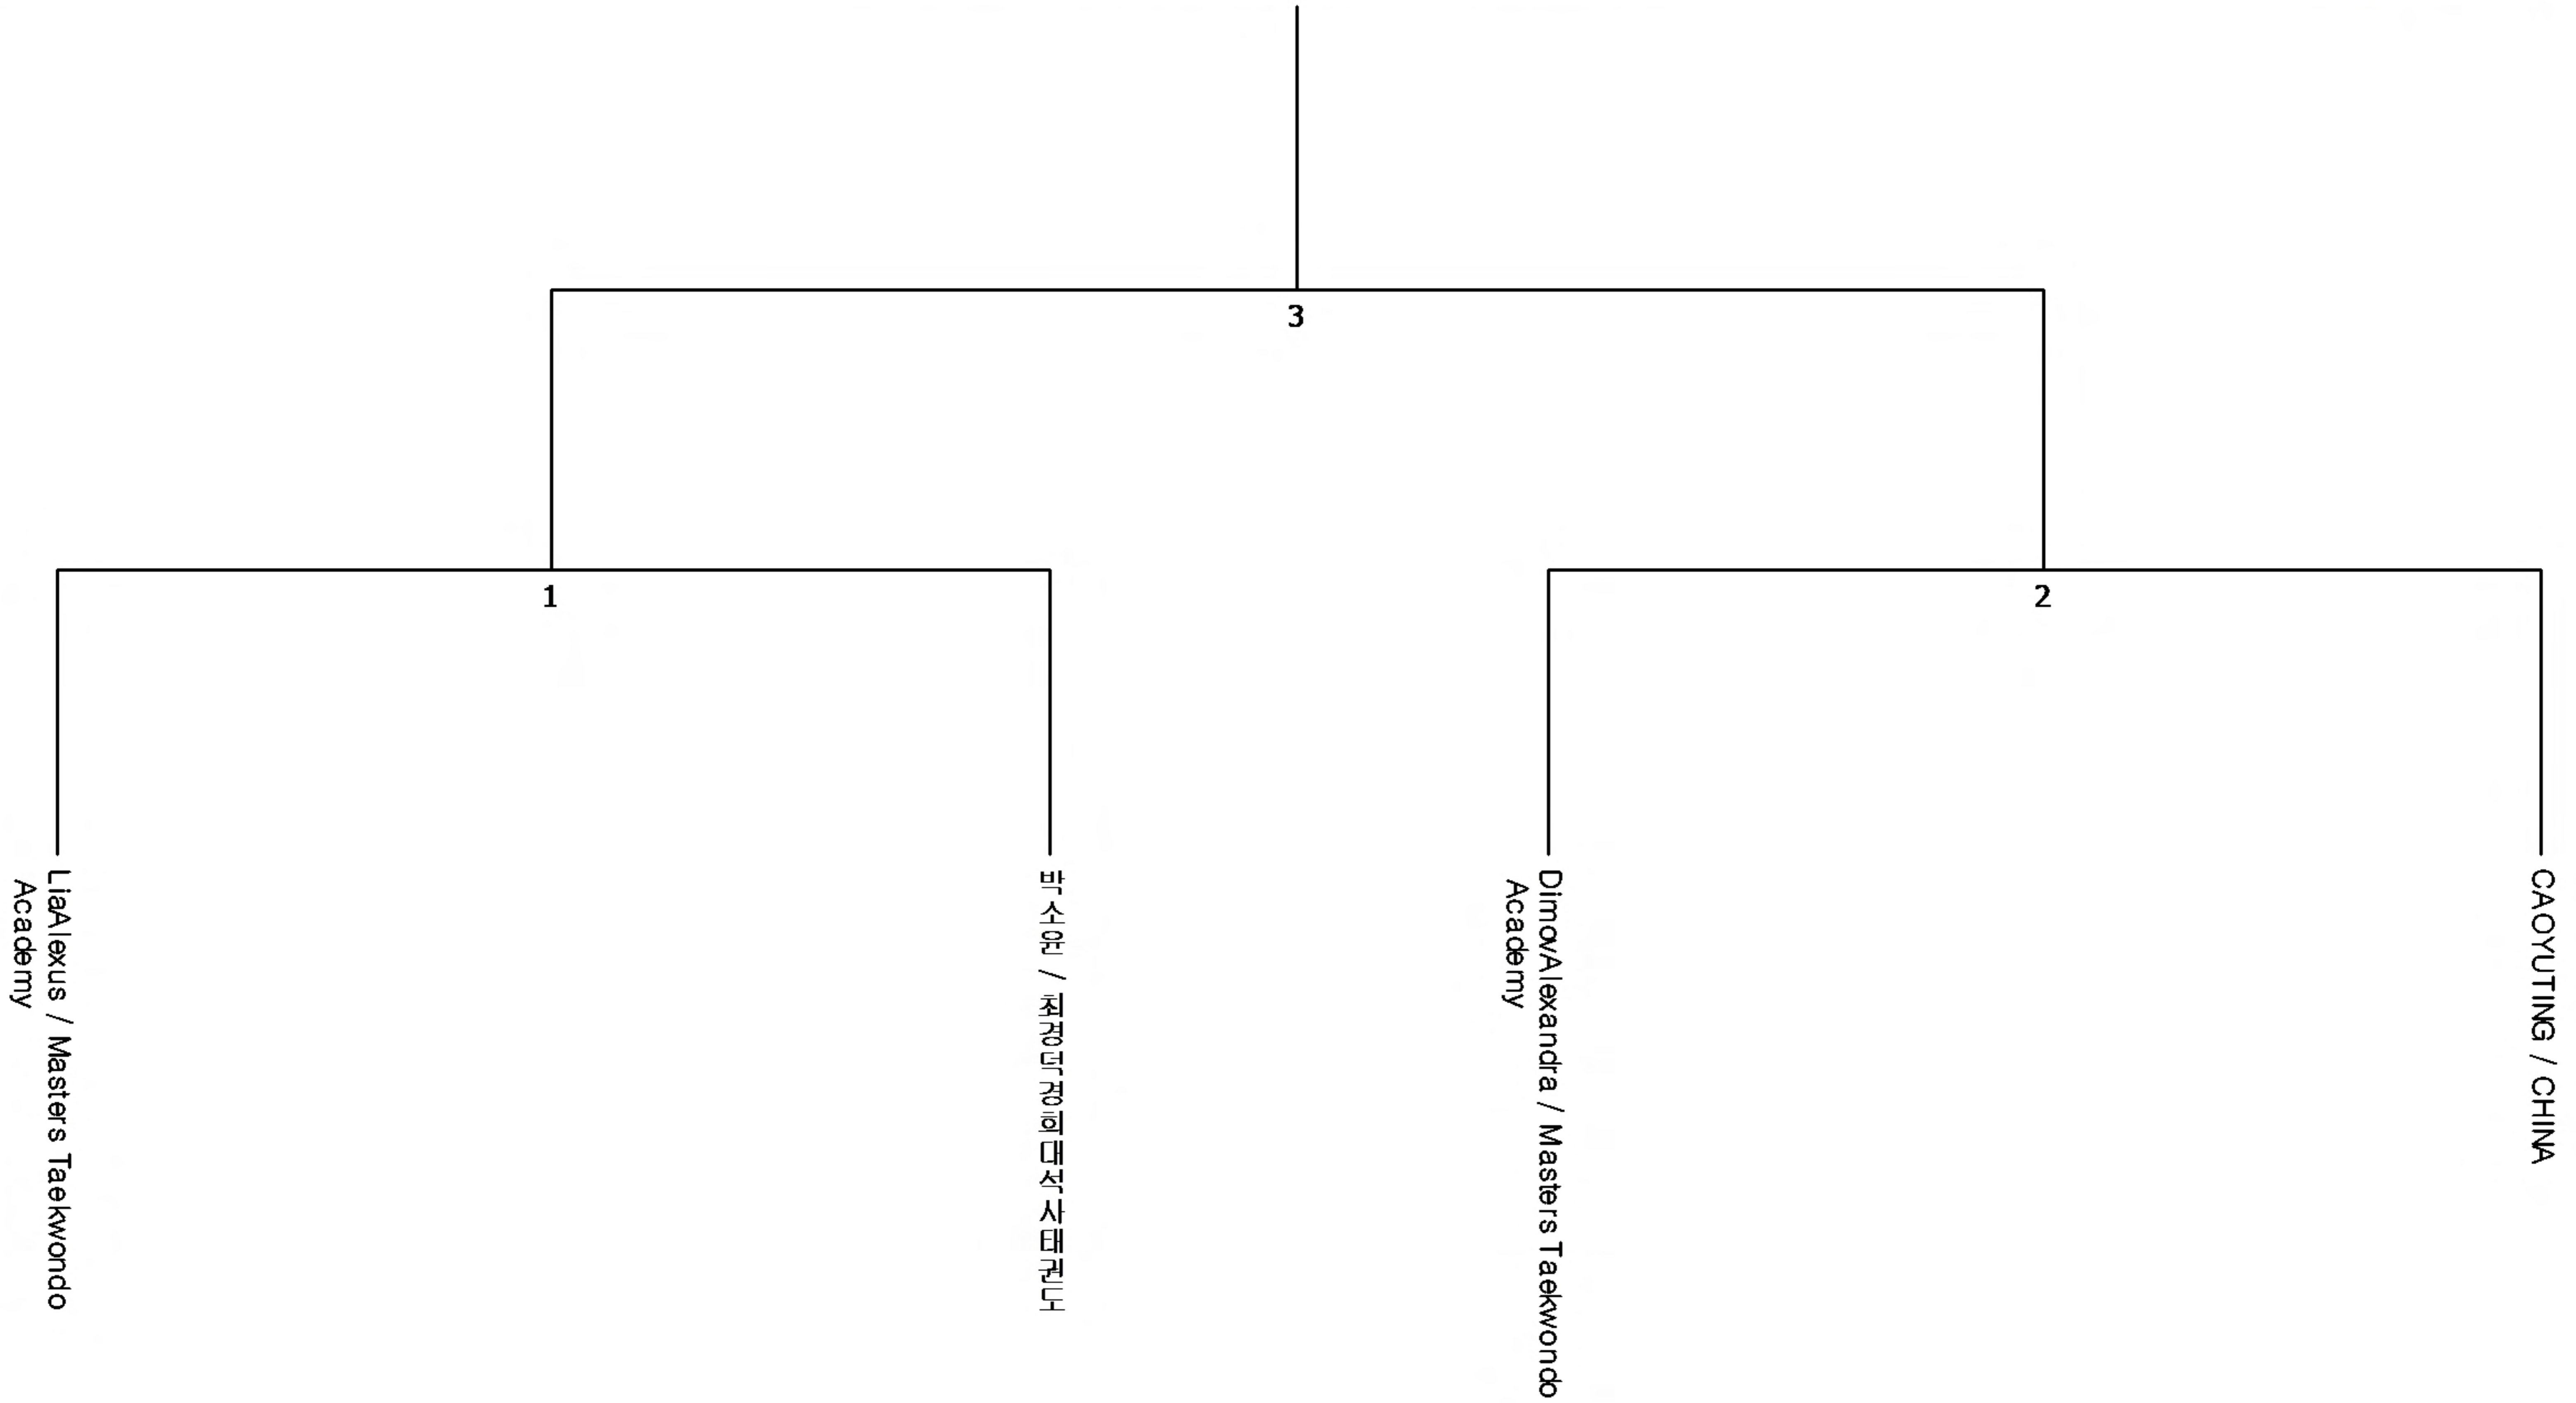 3
1
2
LiaAlexus / Masters Taekwondo
Academy
박소윤 / 최경덕경희대석사태권도
DimovAlexandra / Masters Taekwondo
Academy
CAOYUTING / CHINA